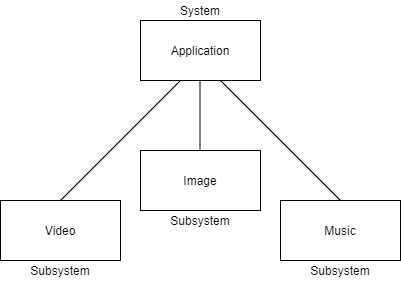 System
Application
Image
Subsystem
Video
Music
Subsystem
Subsystem